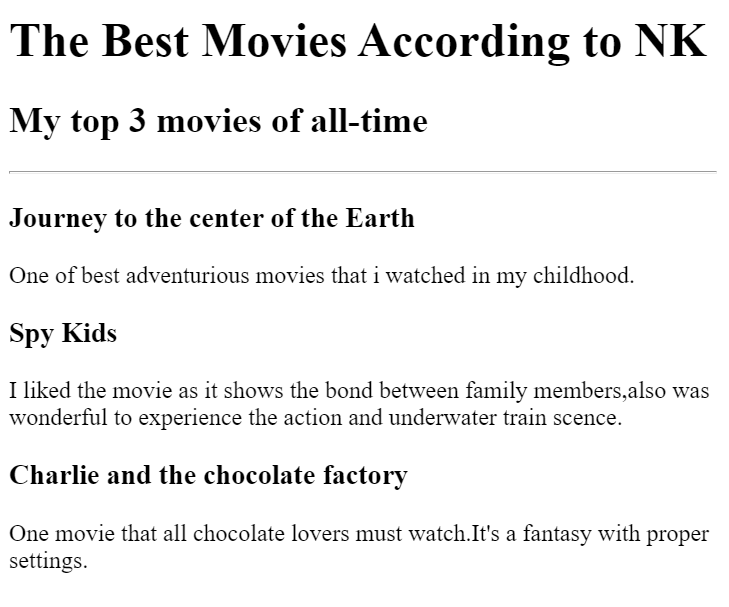 The Best Movies According to NK
My top 3 movies of all-time
Journey to the center of the Earth
One of best adventurious movies that i watched in my childhood.
Spy Kids
I liked the movie as it shows the bond between family members,also was
wonderful to experience the action and underwater train scence.
Charlie and the chocolate factory
One movie that all chocolate lovers must watch.It's a fantasy with proper
settings.